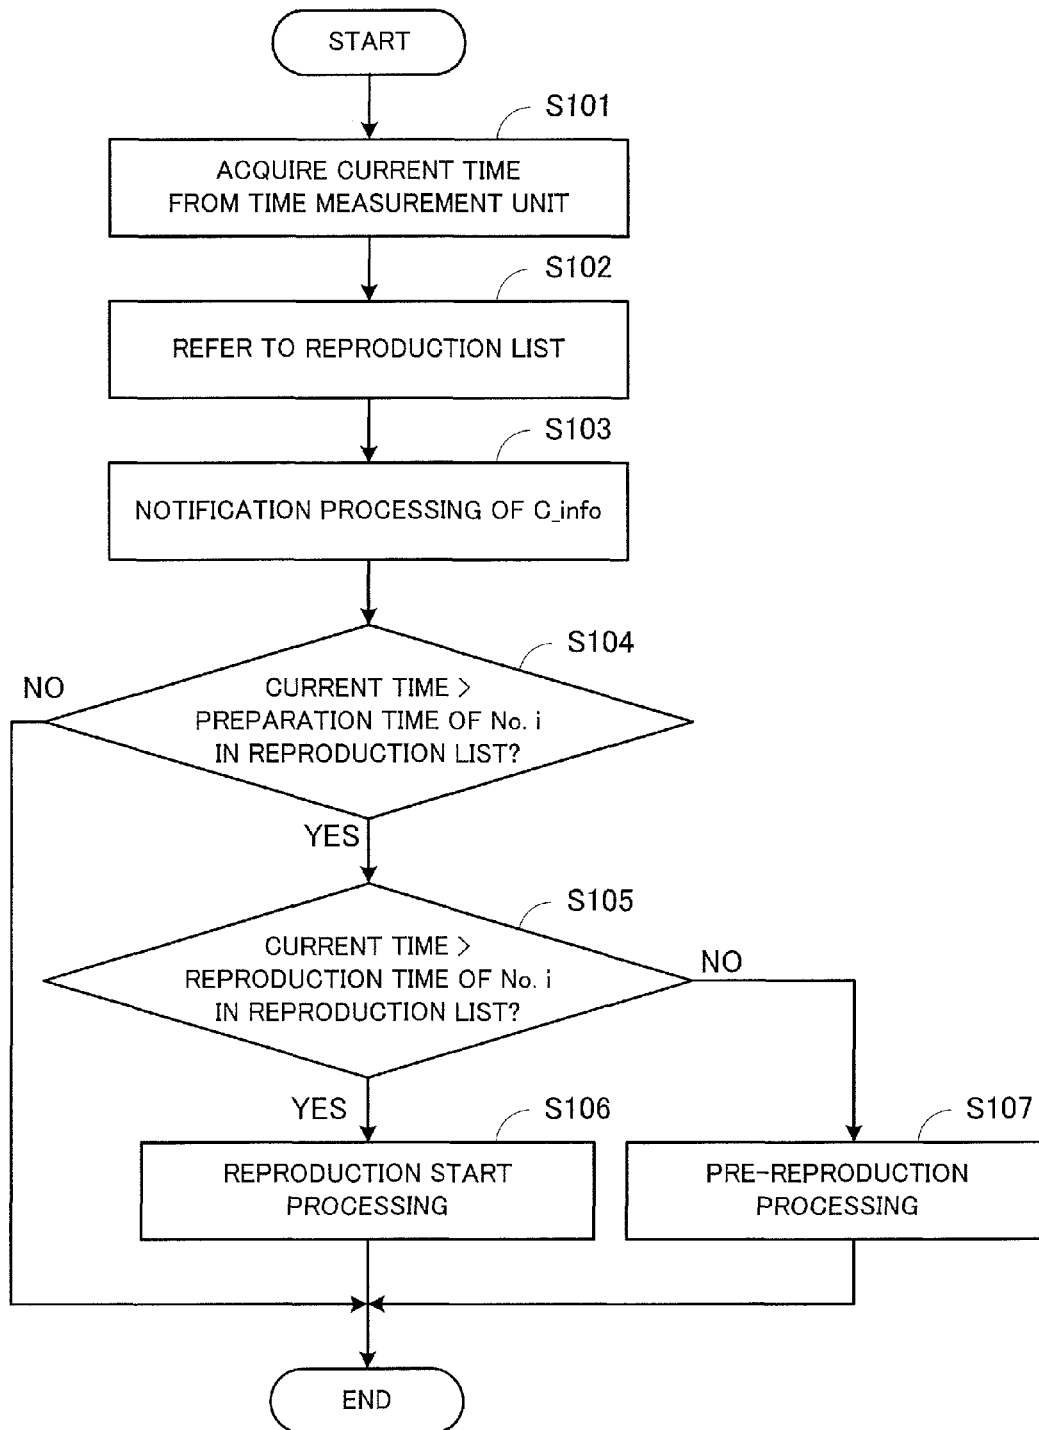 START
S101
ACQUIRE CURRENT TIME
FROM TIME MEASUREMENT UNIT
S102
REFER TO REPRODUCTION LIST
S103
NOTIFICATION PROCESSING OF C_info
S104
NO
CURRENT TIME >
PREPARATION TIME OF No. i
IN REPRODUCTION LIST?
YES
S105
CURRENT TIME >
REPRODUCTION TIME OF No. i
IN REPRODUCTION LIST?
NO
YES
S106
S107
REPRODUCTION START
PROCESSING
PRE-REPRODUCTION
PROCESSING
END